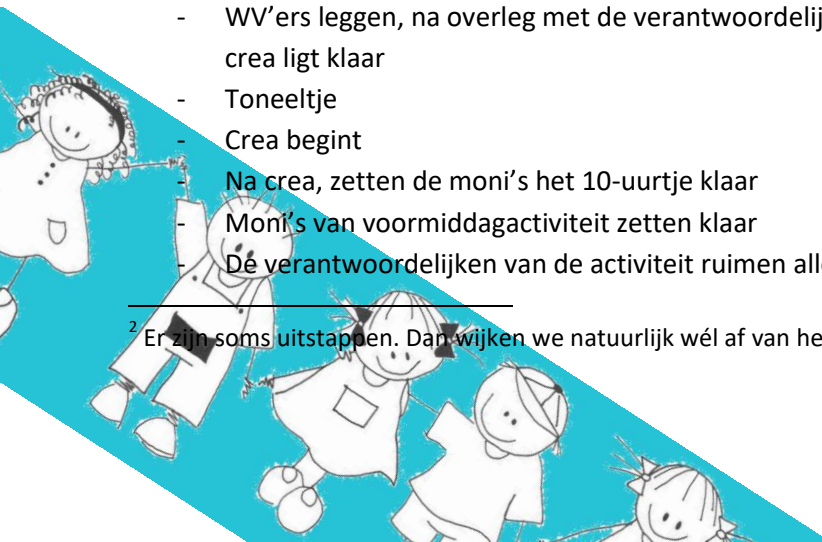 - WV’ers leggen, na overleg met de verantwoordelij
crea ligt klaar
- Toneeltje
- Crea begint
- Na crea, zetten de moni’s het 10-uurtje klaar
- Moni’s van voormiddagactiviteit zetten klaar
- De verantwoordelijken van de activiteit ruimen all
2 Er zijn soms uitstappen. Dan wijken we natuurlijk wél af van he